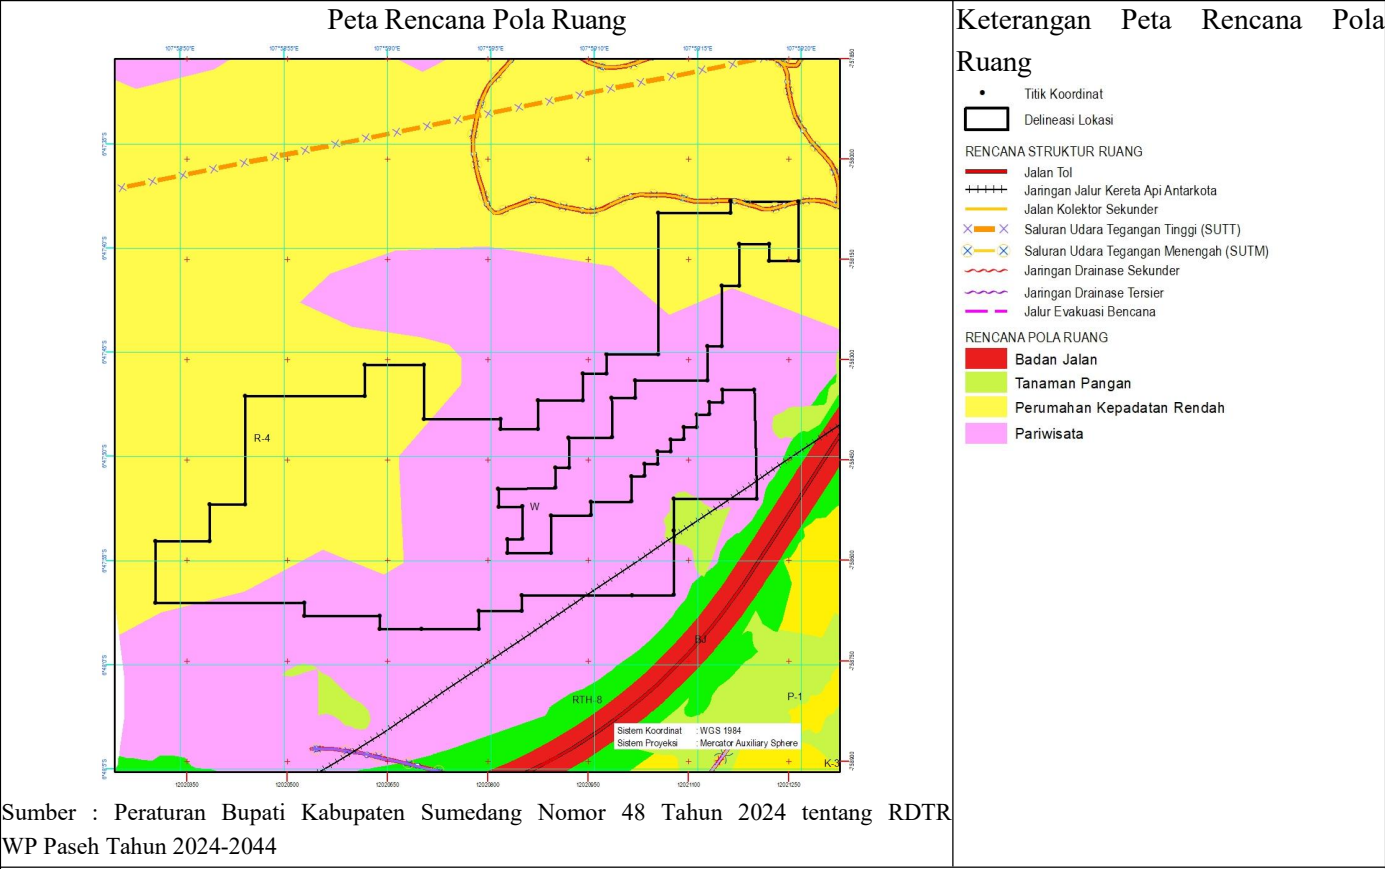 Peta Rencana Pola Ruang
Keterangan Peta Rencana Pola
Ruang
Titik Koordinat
Delineasi Lokasi
RENCANA STRUKTUR RUANG
Jalan Tol
Jaringan Jalur Kereta Api Antarkota
Jalan Kolektor Sekunder
Saluran Udara Tegangan Tinggi (SUTT)
Saluran Udara Tegangan Menengah (SUTM)
Jaringan Drainase Sekunder
Jaringan Drainase Tersier
Jalur Evakuasi Bencana
RENCANA POLA RUANG
Badan Jalan
Tanaman Pangan
Perumahan Kepadatan Rendah
Pariwisata
R-4
W
BJ
RTH-8
P-1
K-3
Sistem Koordinat : WGS 1984
Sistem Proyeksi : Mercator Auxiliary Sphere
Sumber : Peraturan Bupati Kabupaten Sumedang Nomor 48 Tahun 2024 tentang RDTR
WP Paseh Tahun 2024-2044